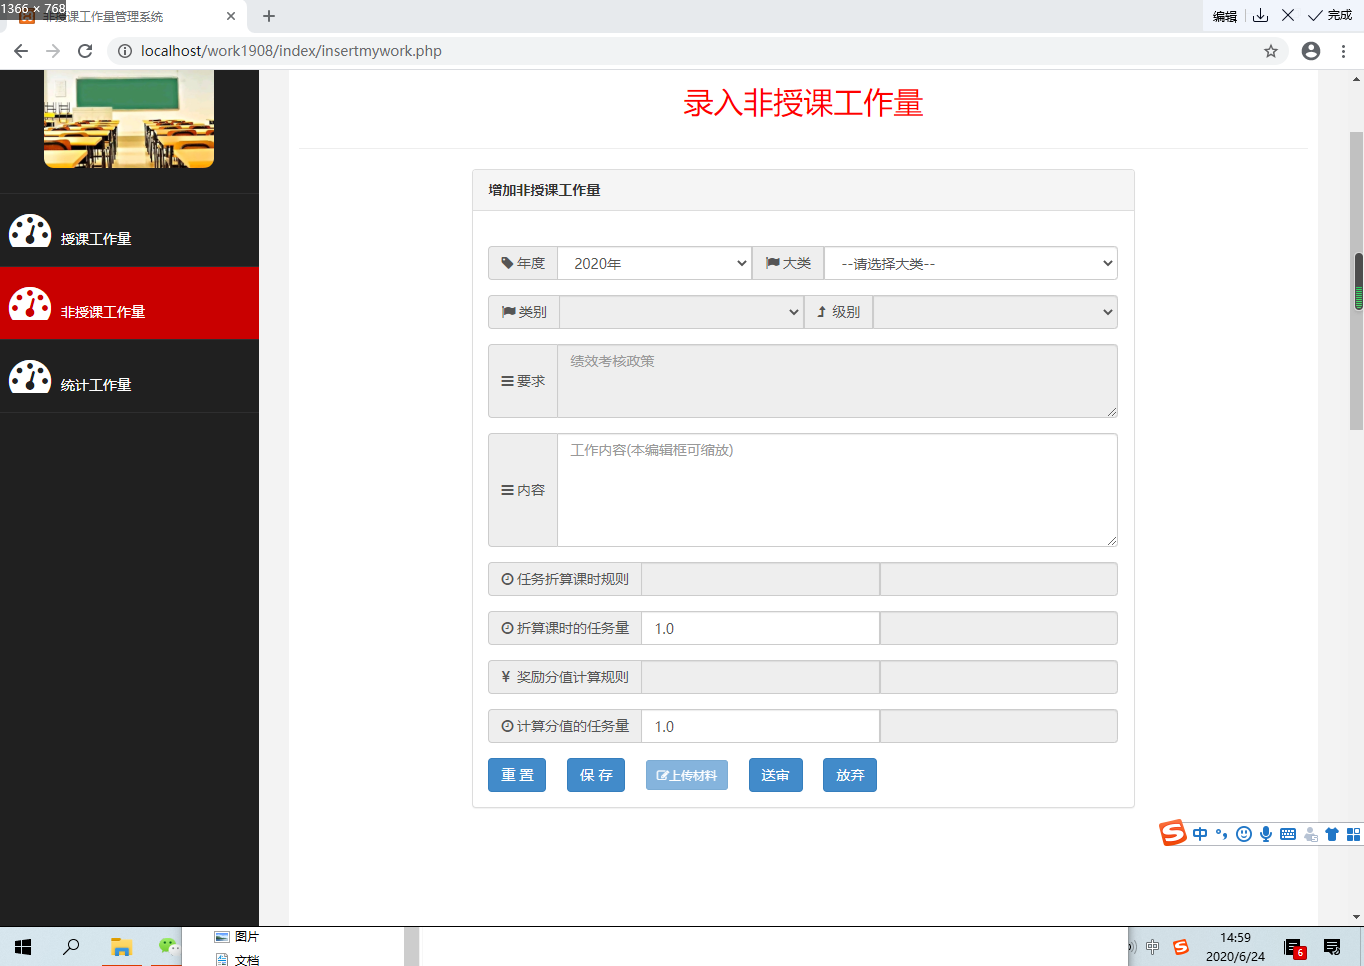 1366 × 768
非授课工作量管理系统
编辑
完成
localhost/work1908/index/insertmywork.php
录入非授课工作量
增加非授课工作量
授课工作量
非授课工作量
统计工作量
年度 2020年 大类 --请选择大类--
类别 级别
要求 绩效考核政策
内容 工作内容(本编辑框可缩放)
任务折算课时规则
折算课时的任务量 1.0
¥ 奖励分值计算规则
计算分值的任务量 1.0
重 置 保 存 上传材料 送审 放弃
中
图片
文档
中
14:59
2020/6/24
6